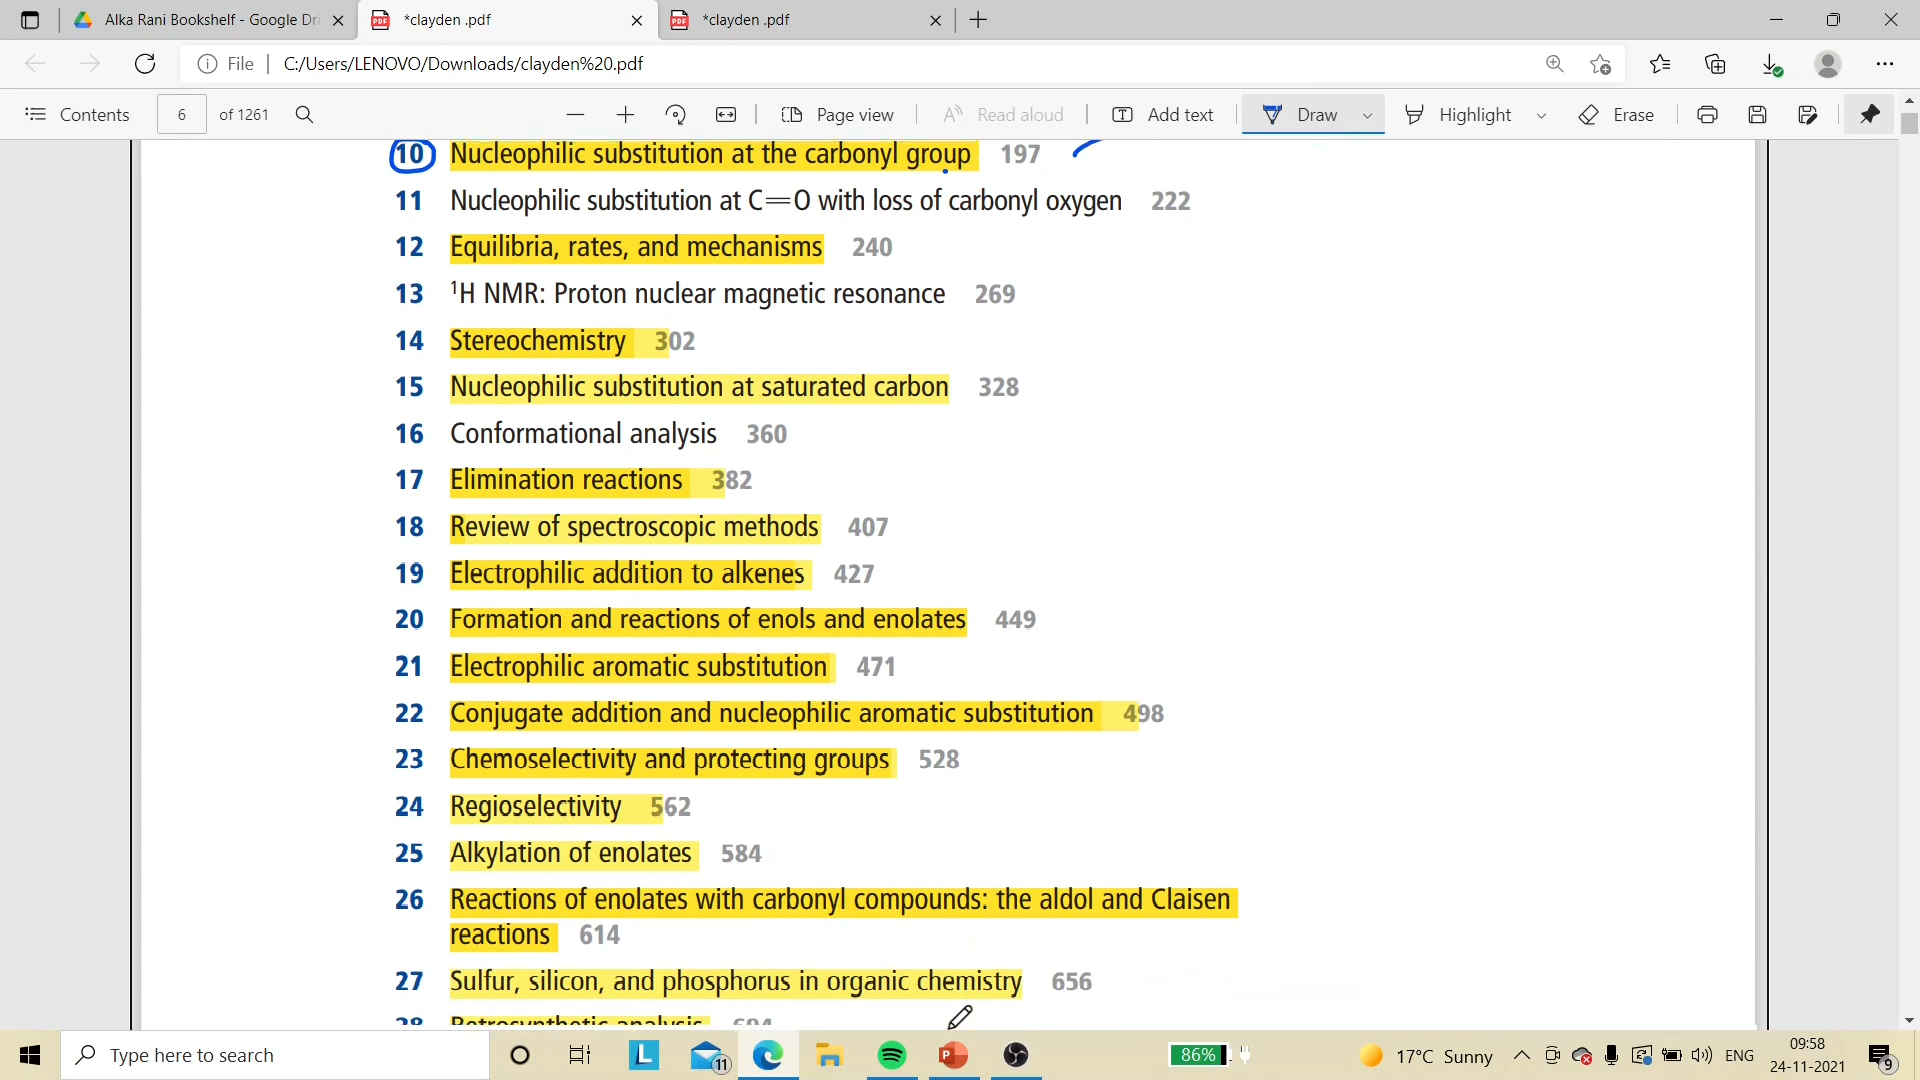 Alka Rani Bookshelf - Google Dri
*clayden .pdf
*clayden .pdf
File
C:/Users/LENOVO/Downloads/clayden%20.pdf
Contents
6
of 1261
Page view
Read aloud
Add text
Draw
Highlight
Erase
10 Nucleophilic substitution at the carbonyl group 197
11 Nucleophilic substitution at C=O with loss of carbonyl oxygen 222
12 Equilibria, rates, and mechanisms 240
13 ¹H NMR: Proton nuclear magnetic resonance 269
14 Stereochemistry 302
15 Nucleophilic substitution at saturated carbon 328
16 Conformational analysis 360
17 Elimination reactions 382
18 Review of spectroscopic methods 407
19 Electrophilic addition to alkenes 427
20 Formation and reactions of enols and enolates 449
21 Electrophilic aromatic substitution 471
22 Conjugate addition and nucleophilic aromatic substitution 498
23 Chemoselectivity and protecting groups 528
24 Regioselectivity 562
25 Alkylation of enolates 584
26 Reactions of enolates with carbonyl compounds: the aldol and Claisen
reactions 614
27 Sulfur, silicon, and phosphorus in organic chemistry 656
28 Retrosynthetic analysis 694
Type here to search
L
11
86%
17°C Sunny
ENG
09:58
24-11-2021
9